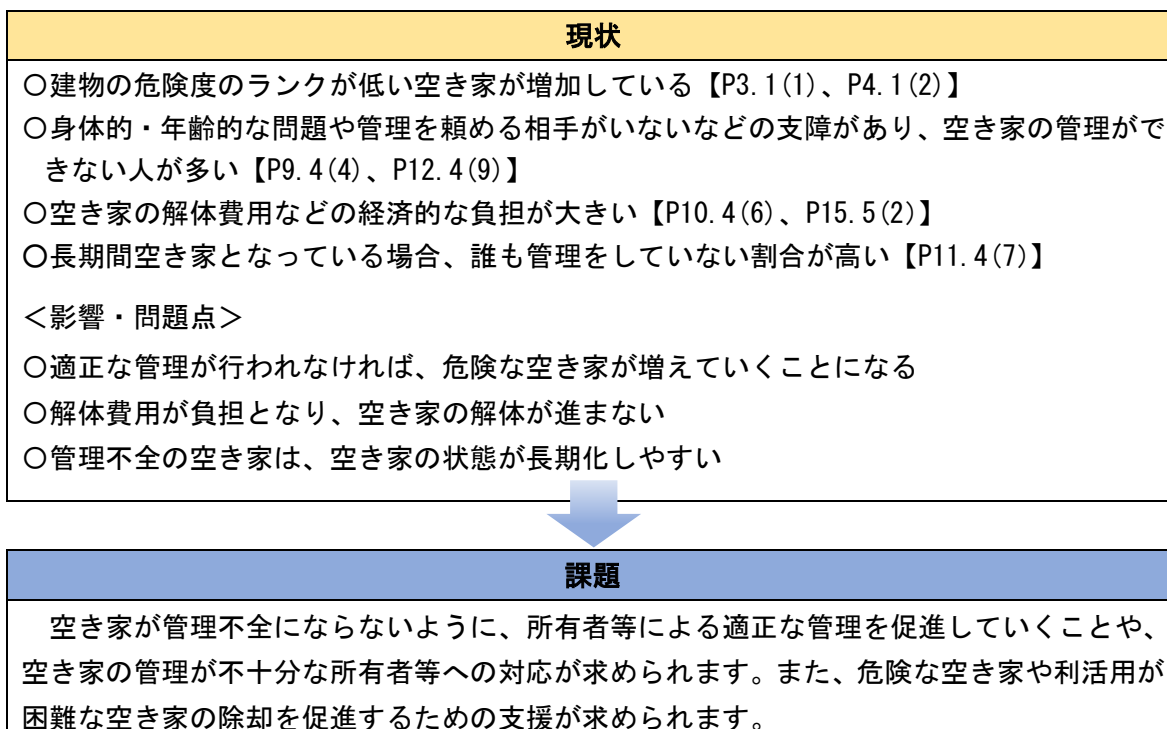 現状
〇建物の危険度のランクが低い空き家が増加している【P3.1(1)、P4.1(2)】
〇身体的・年齢的な問題や管理を頼める相手がいないなどの支障があり、空き家の管理がで
きない人が多い【P9.4(4)、P12.4(9)】
〇空き家の解体費用などの経済的な負担が大きい【P10.4(6)、P15.5(2)】
〇長期間空き家となっている場合、誰も管理をしていない割合が高い【P11.4(7)】
＜影響・問題点＞
〇適正な管理が行われなければ、危険な空き家が増えていくことになる
〇解体費用が負担となり、空き家の解体が進まない
〇管理不全の空き家は、空き家の状態が長期化しやすい
課題
空き家が管理不全にならないように、所有者等による適正な管理を促進していくことや、
空き家の管理が不十分な所有者等への対応が求められます。また、危険な空き家や利活用が
困難な空き家の除却を促進するための支援が求められます。